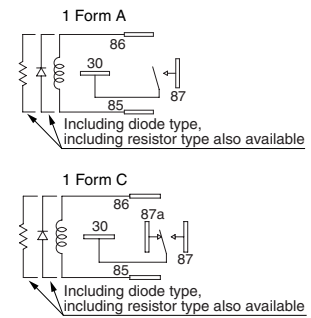 1 Form A
86
30
87
85
Including diode type,
including resistor type also available
1 Form C
86
87a
30
87
85
Including diode type,
including resistor type also available